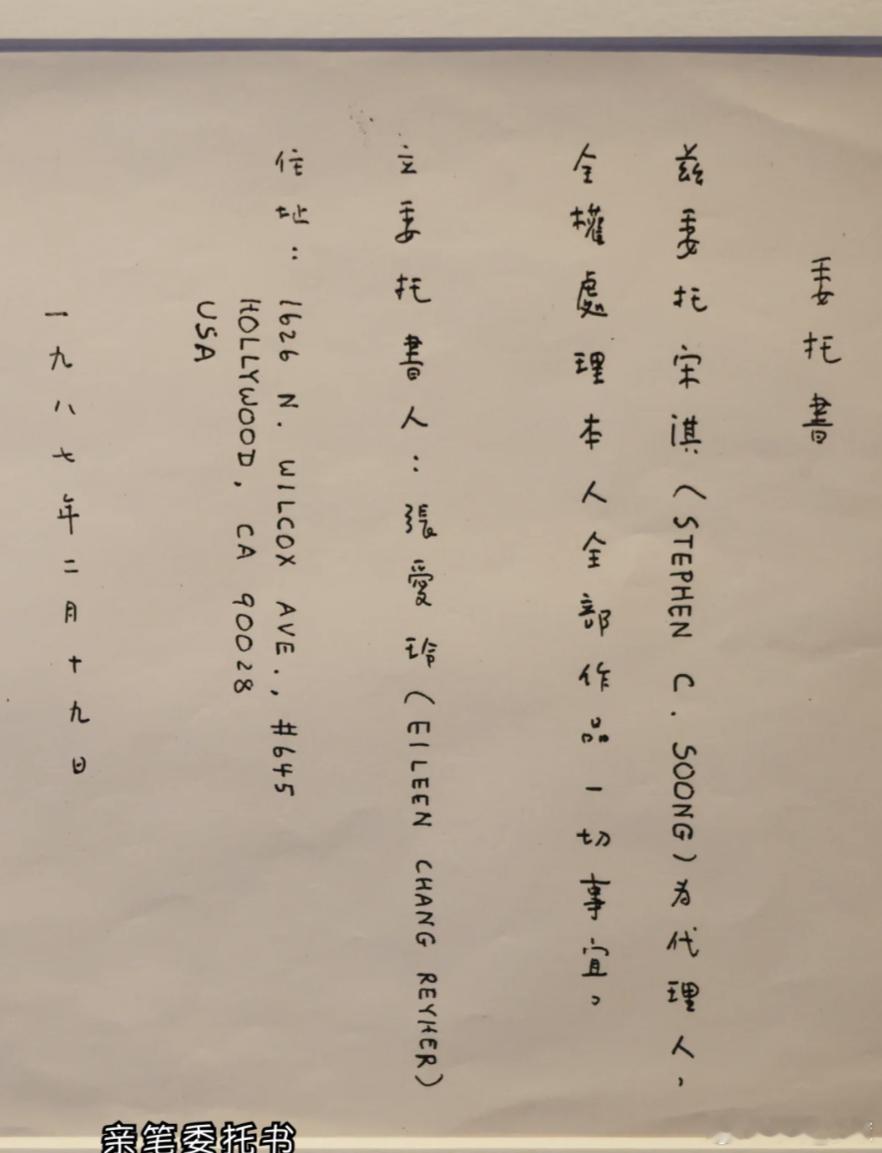 委托書
茲委托宋淇(STEPHEN C. SOONG)为代理人,
全權處理本人全部作品一切事宜。
立委托書人:張愛玲(EILEEN CHANG REYHER)
住址:1626 N. WILCOX AVE., #645
HOLLYWOOD, CA 90028
USA
一九八七年二月十九日
亲笔委托书